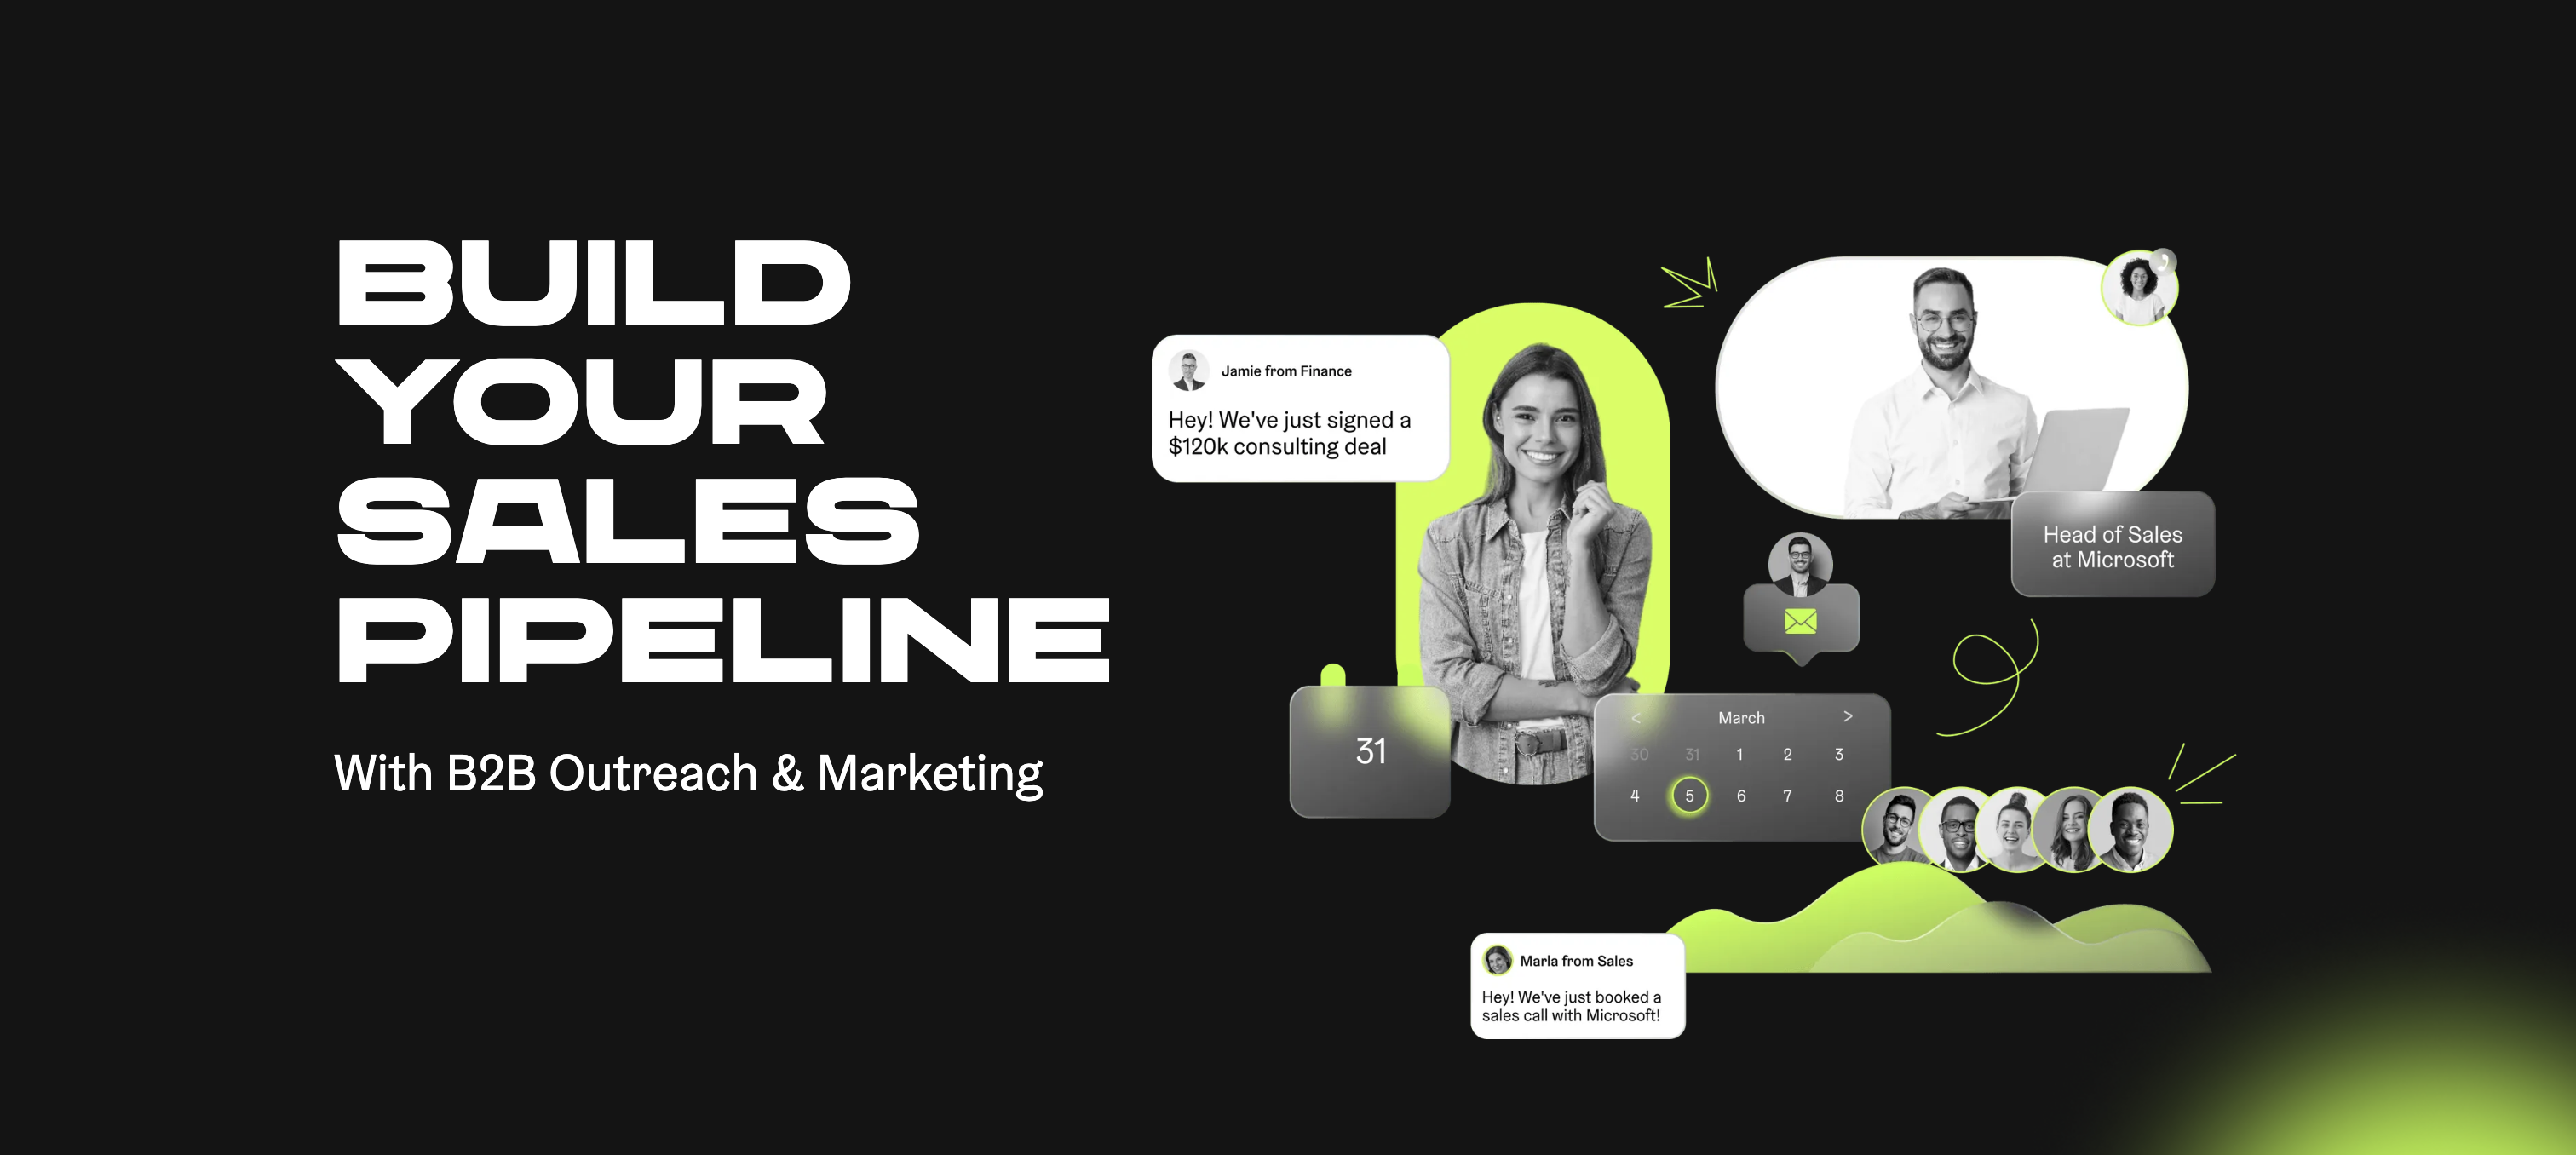 BUILD
YOUR
SALES
PIPELINE
With B2B Outreach & Marketing
Jamie from Finance
Hey! We've just signed a
$120k consulting deal
Head of Sales
at Microsoft
31
< March >
30 31 1 2 3
4 5 6 7 8
Marla from Sales
Hey! We've just booked a
sales call with Microsoft!